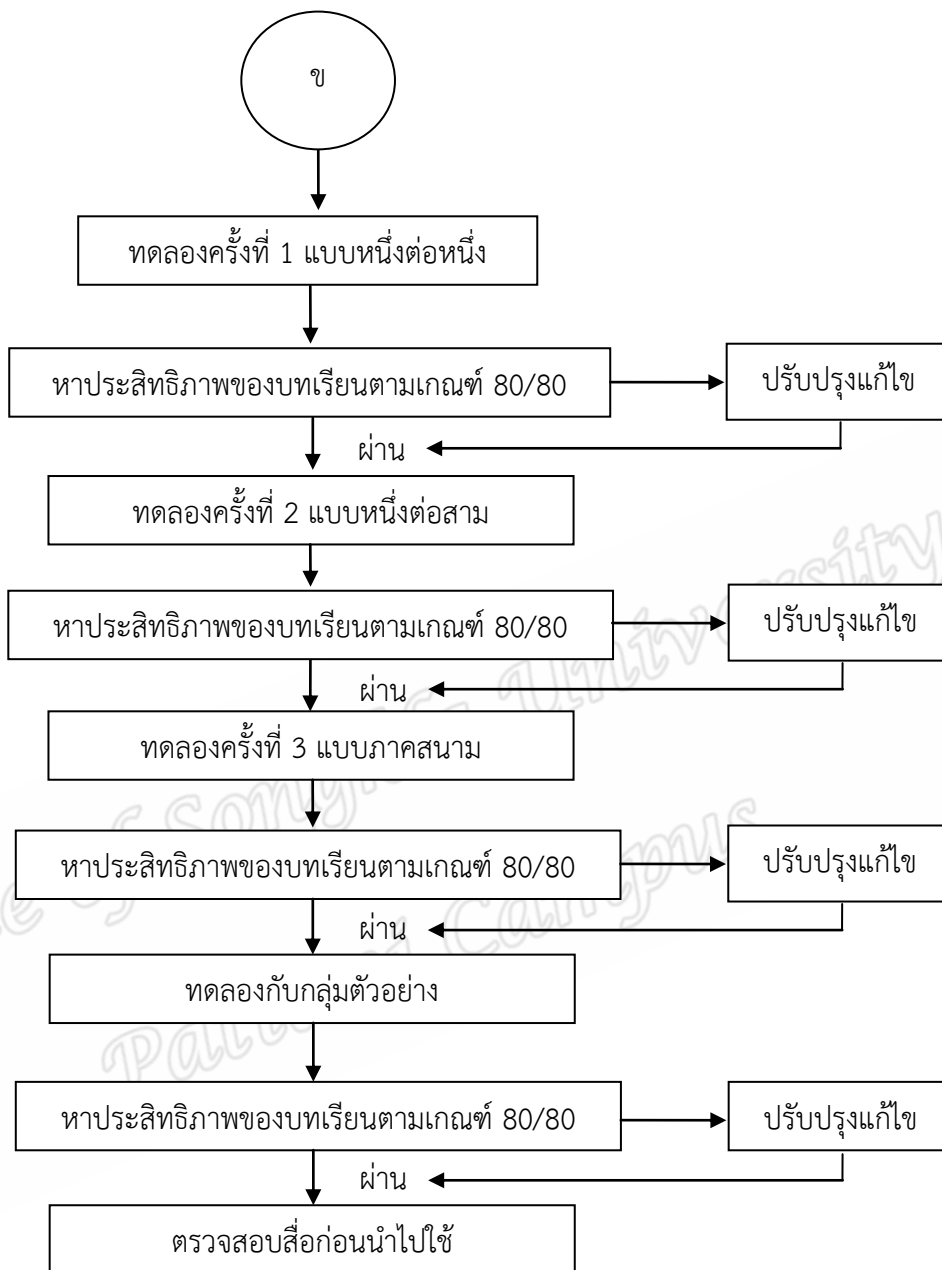 ข
ทดลองครั้งที่ 1 แบบหนึ่งต่อหนึ่ง
หาประสิทธิภาพของบทเรียนตามเกณฑ์ 80/80
ปรับปรุงแก้ไข
ผ่าน
ทดลองครั้งที่ 2 แบบหนึ่งต่อสาม
หาประสิทธิภาพของบทเรียนตามเกณฑ์ 80/80
ปรับปรุงแก้ไข
ผ่าน
ทดลองครั้งที่ 3 แบบภาคสนาม
หาประสิทธิภาพของบทเรียนตามเกณฑ์ 80/80
ปรับปรุงแก้ไข
ผ่าน
ทดลองกับกลุ่มตัวอย่าง
หาประสิทธิภาพของบทเรียนตามเกณฑ์ 80/80
ปรับปรุงแก้ไข
ผ่าน
ตรวจสอบสื่อก่อนนำไปใช้
University
Campus